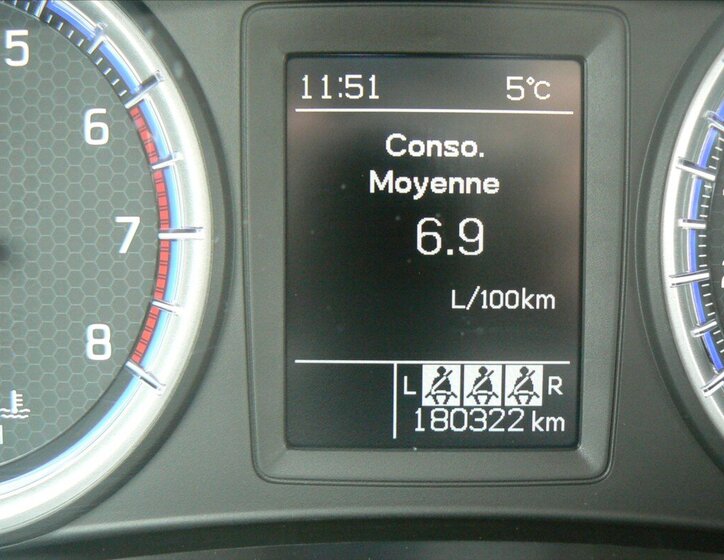 5
6
7
8
11:51 5°C
Conso.
Moyenne
6.9
L/100km
L R
180322 km